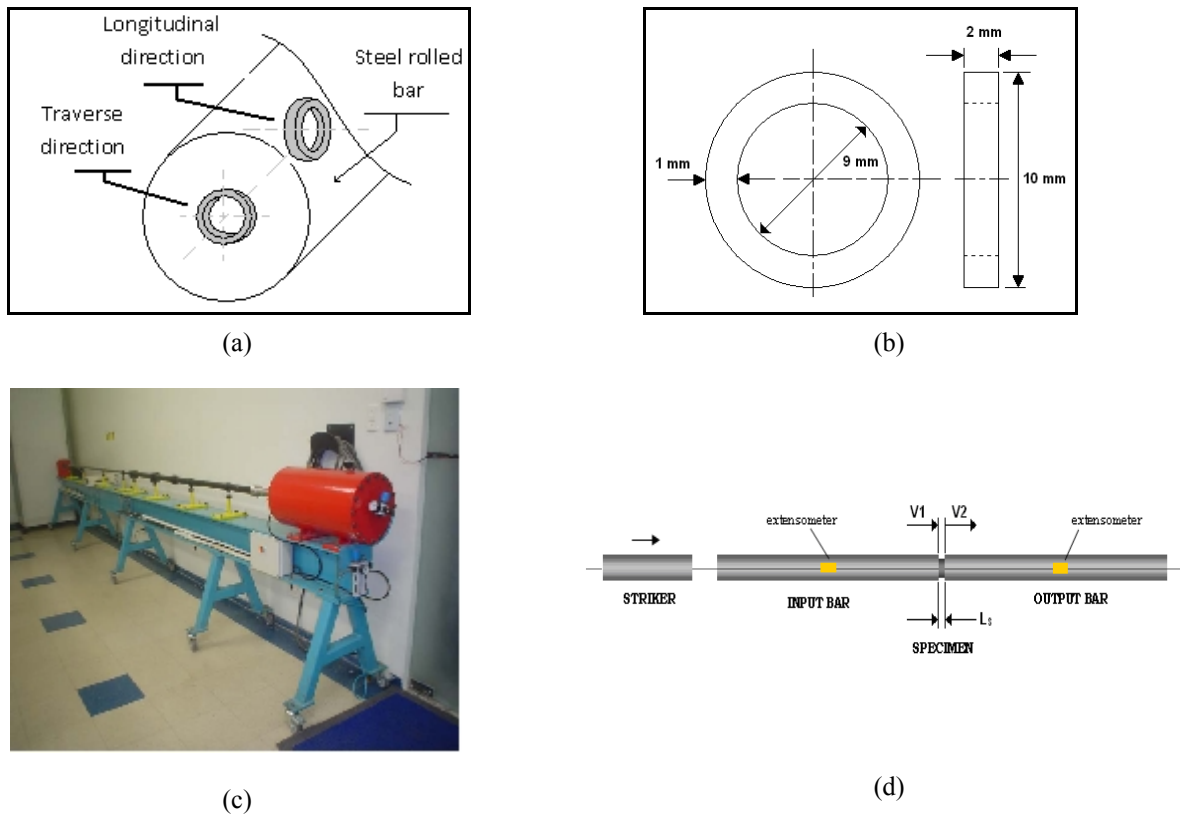 Longitudinal
direction
Steel rolled
bar
Traverse
direction
(a)
2 mm
1 mm
9 mm
10 mm
(b)
(c)
V1
V2
extensometer
extensometer
STRIKER
INPUT BAR
OUTPUT BAR
LS
SPECIMEN
(d)